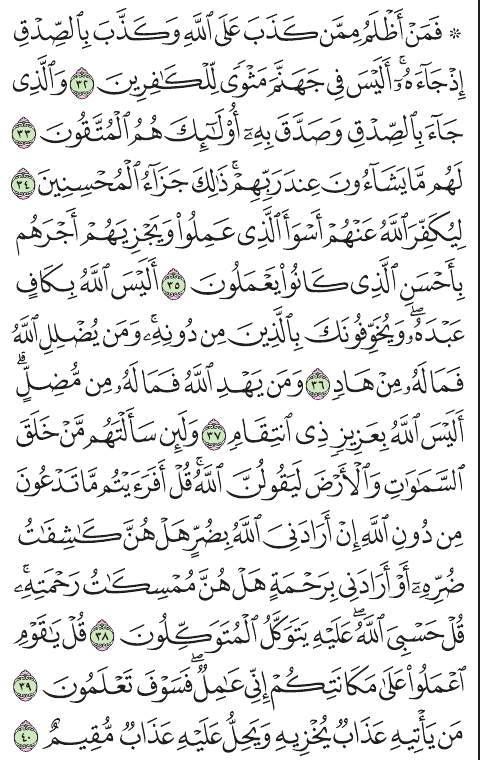 ۞ فَمَنْ أَظْلَمُ مِمَّن كَذَبَ عَلَى ٱللَّهِ وَكَذَّبَ بِٱلصِّدْقِ
إِذْ جَآءَهُۥٓ ۚ أَلَيْسَ فِى جَهَنَّمَ مَثْوًى لِّلْكَـٰفِرِينَ ٣٢ وَٱلَّذِى
جَآءَ بِٱلصِّدْقِ وَصَدَّقَ بِهِۦٓ ۙ أُو۟لَـٰٓئِكَ هُمُ ٱلْمُتَّقُونَ ٣٣
لَهُم مَّا يَشَآءُونَ عِندَ رَبِّهِمْ ۚ ذَٰلِكَ جَزَآءُ ٱلْمُحْسِنِينَ ٣٤
لِيُكَفِّرَ ٱللَّهُ عَنْهُمْ أَسْوَأَ ٱلَّذِى عَمِلُوا۟ وَيَجْزِيَهُمْ أَجْرَهُم
بِأَحْسَنِ ٱلَّذِى كَانُوا۟ يَعْمَلُونَ ٣٥ أَلَيْسَ ٱللَّهُ بِكَافٍ
عَبْدَهُۥ ۖ وَيُخَوِّفُونَكَ بِٱلَّذِينَ مِن دُونِهِۦ ۚ وَمَن يُضْلِلِ ٱللَّهُ
فَمَا لَهُۥ مِنْ هَادٍ ٣٦ وَمَن يَهْدِ ٱللَّهُ فَمَا لَهُۥ مِن مُّضِلٍّ ۗ
أَلَيْسَ ٱللَّهُ بِعَزِيزٍ ذِى ٱنتِقَامٍ ٣٧ وَلَئِن سَأَلْتَهُم مَّنْ خَلَقَ
ٱلسَّمَـٰوَٰتِ وَٱلْأَرْضَ لَيَقُولُنَّ ٱللَّهُ ۚ قُلْ أَفَرَءَيْتُم مَّا تَدْعُونَ
مِن دُونِ ٱللَّهِ إِنْ أَرَادَنِىَ ٱللَّهُ بِضُرٍّ هَلْ هُنَّ كَـٰشِفَـٰتُ
ضُرِّهِۦٓ أَوْ أَرَادَنِى بِرَحْمَةٍ هَلْ هُنَّ مُمْسِكَـٰتُ رَحْمَتِهِۦ ۚ
قُلْ حَسْبِىَ ٱللَّهُ ۖ عَلَيْهِ يَتَوَكَّلُ ٱلْمُتَوَكِّلُونَ ٣٨ قُلْ يَـٰقَوْمِ
ٱعْمَلُوا۟ عَلَىٰ مَكَانَتِكُمْ إِنِّى عَـٰمِلٌ ۖ فَسَوْفَ تَعْلَمُونَ ٣٩
مَن يَأْتِيهِ عَذَابٌ يُخْزِيهِ وَيَحِلُّ عَلَيْهِ عَذَابٌ مُّقِيمٌ ٤٠